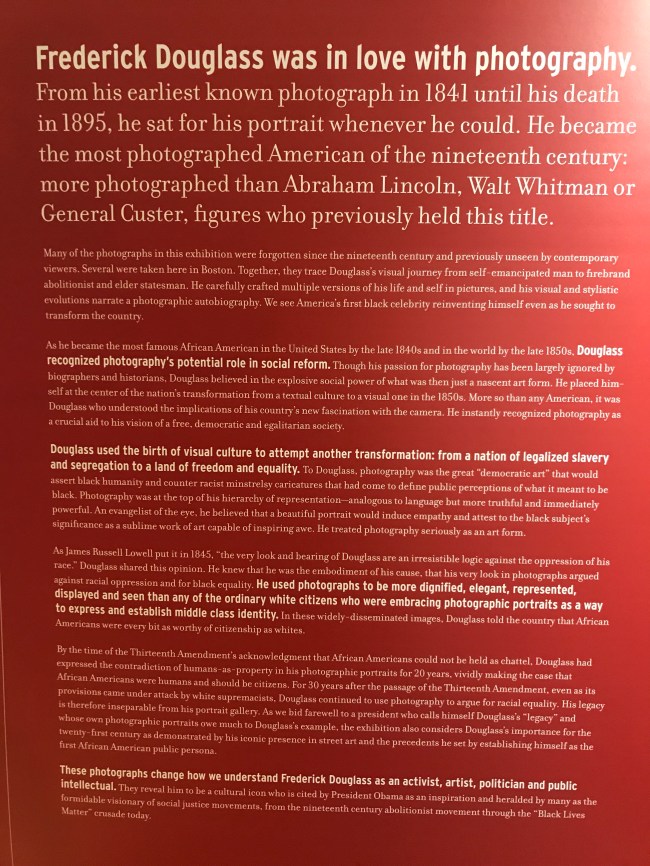 Frederick Douglass was in love with photography.
From his earliest known photograph in 1841 until his death
in 1895, he sat for his portrait whenever he could. He became
the most photographed American of the nineteenth century:
more photographed than Abraham Lincoln, Walt Whitman or
General Custer, figures who previously held this title.
Many of the photographs in this exhibition were forgotten since the nineteenth century and previously unseen by contemporary
viewers. Several were taken here in Boston. Together, they trace Douglass's visual journey from self-emancipated man to firebrand
abolitionist and elder statesman. He carefully crafted multiple versions of his life and self in pictures, and his visual and stylistic
evolutions narrate a photographic autobiography. We see America's first black celebrity reinventing himself even as he sought to
transform the country.
As he became the most famous African American in the United States by the late 1840s and in the world by the late 1850s, Douglass
recognized photography's potential role in social reform. Though his passion for photography has been largely ignored by
biographers and historians, Douglass believed in the explosive social power of what was then just a nascent art form. He placed him-
self at the center of the nation's transformation from a textual culture to a visual one in the 1850s. More so than any American, it was
Douglass who understood the implications of his country's new fascination with the camera. He instantly recognized photography as
a crucial aid to his vision of a free, democratic and egalitarian society.
Douglass used the birth of visual culture to attempt another transformation: from a nation of legalized slavery
and segregation to a land of freedom and equality. To Douglass, photography was the great "democratic art" that would
assert black humanity and counter racist minstrelsy caricatures that had come to define public perceptions of what it meant to be
black. Photography was at the top of his hierarchy of representation—analogous to language but more truthful and immediately
powerful. An evangelist of the eye, he believed that a beautiful portrait would induce empathy and attest to the black subject's
significance as a sublime work of art capable of inspiring awe. He treated photography seriously as an art form.
As James Russell Lowell put it in 1845, "the very look and bearing of Douglass are an irresistible logic against the oppression of his
race." Douglass shared this opinion. He knew that he was the embodiment of his cause, that his very look in photographs argued
against racial oppression and for black equality. He used photographs to be more dignified, elegant, represented,
displayed and seen than any of the ordinary white citizens who were embracing photographic portraits as a way
to express and establish middle class identity. In these widely-disseminated images, Douglass told the country that African
Americans were every bit as worthy of citizenship as whites.
By the time of the Thirteenth Amendment's acknowledgment that African Americans could not be held as chattel, Douglass had
expressed the contradiction of humans-as-property in his photographic portraits for 20 years, vividly making the case that
African Americans were humans and should be citizens. For 30 years after the passage of the Thirteenth Amendment, even as its
provisions came under attack by white supremacists, Douglass continued to use photography to argue for racial equality. His legacy
is therefore inseparable from his portrait gallery. As we bid farewell to a president who calls himself Douglass's "legacy" and
whose own photographic portraits owe much to Douglass's example, the exhibition also considers Douglass's importance for the
twenty-first century as demonstrated by his iconic presence in street art and the precedents he set by establishing himself as the
first African American public persona.
These photographs change how we understand Frederick Douglass as an activist, artist, politician and public
intellectual. They reveal him to be a cultural icon who is cited by President Obama as an inspiration and heralded by many as the
formidable visionary of social justice movements, from the nineteenth century abolitionist movement through the "Black Lives
Matter" crusade today.